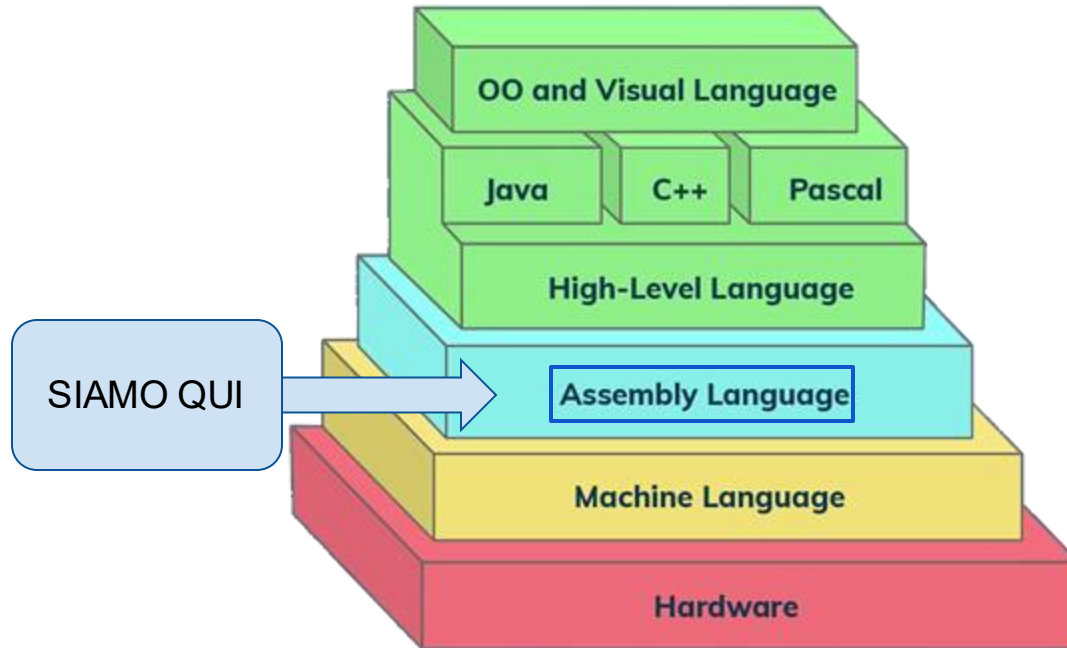 OO and Visual Language
Java C++ Pascal
High-Level Language
SIAMO QUI
Assembly Language
Machine Language
Hardware